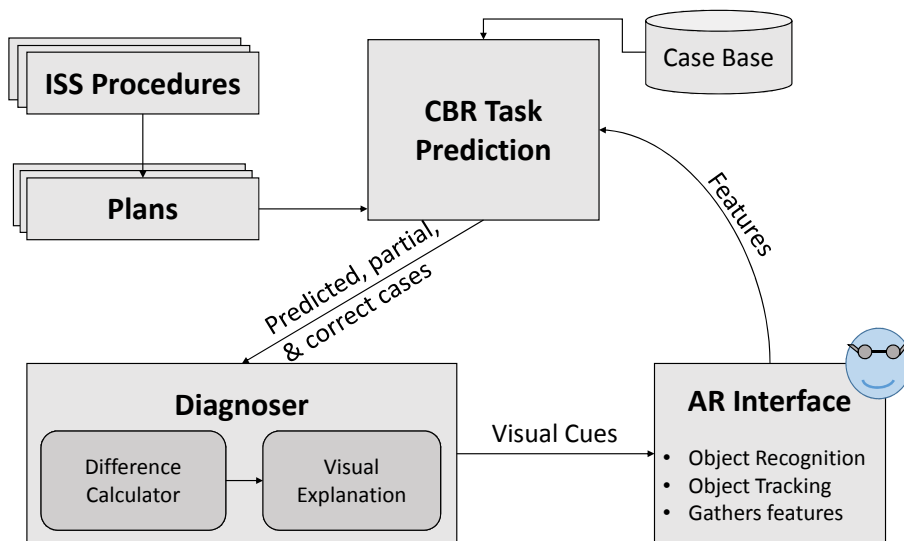 Case Base
ISS Procedures
CBR Task
Prediction
Plans
Features
Predicted, partial,
& correct cases
Diagnoser
Difference
Calculator
Visual
Explanation
Visual Cues
AR Interface
• Object Recognition
• Object Tracking
• Gathers features